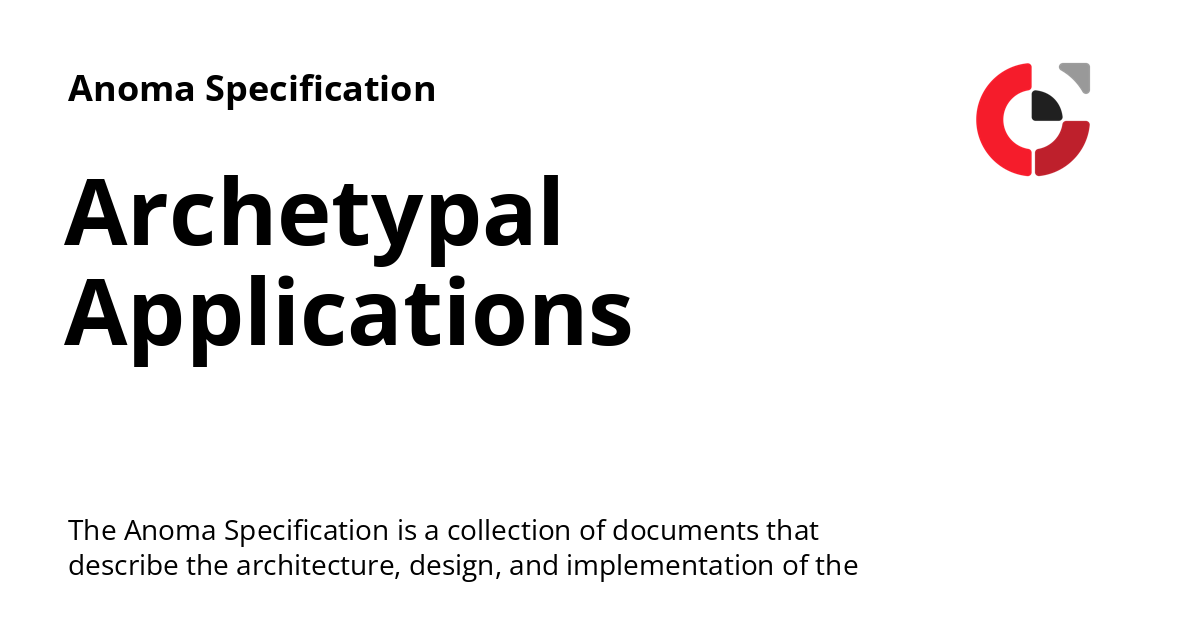 Anoma Specification
Archetypal
Applications
The Anoma Specification is a collection of documents that
describe the architecture, design, and implementation of the